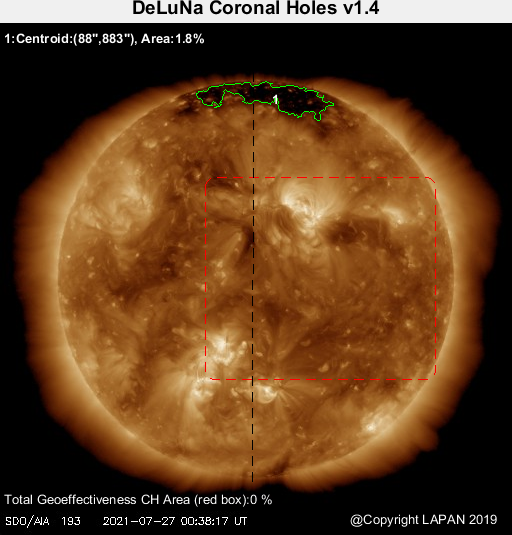 DeLuNa Coronal Holes v1.4
1:Centroid:(88",883"), Area:1.8%
Total Geoeffectiveness CH Area (red box):0 %
SDO/AIA 193 2021-07-27 00:38:17 UT
@Copyright LAPAN 2019